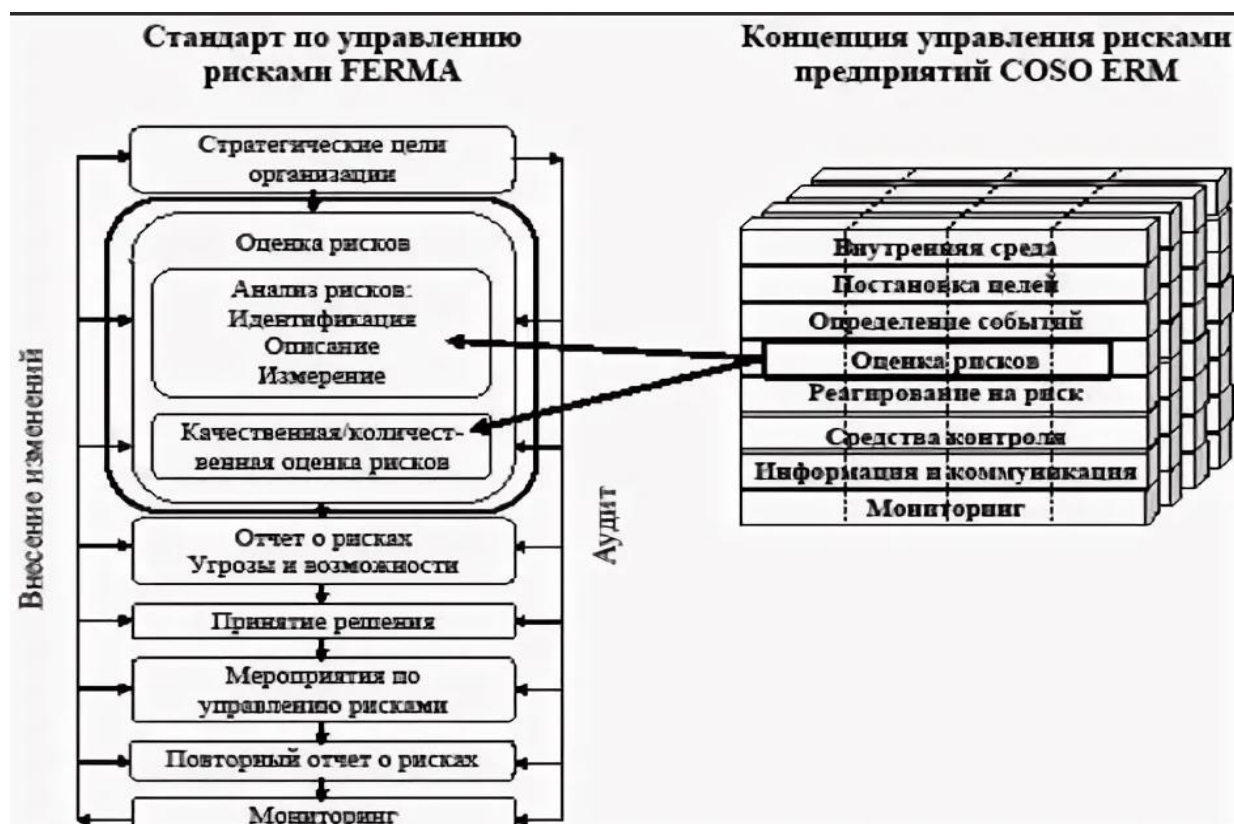 Стандарт по управлению
рисками FERMA
Стратегические цели
организации
Оценка рисков
Анализ рисков:
Идентификация
Описание
Измерение
Качественная/количест-
венная оценка рисков
Отчет о рисках
Угрозы и возможности
Принятие решения
Мероприятия по
управлению рисками
Повторный отчет о рисках
Мониторинг
Внесение изменений
Аудит
Концепция управления рисками
предприятий COSO ERM
Внутренняя среда
Постановка целей
Определение событий
Оценка рисков
Реагирование на риск
Средства контроля
Информация и коммуникация
Мониторинг